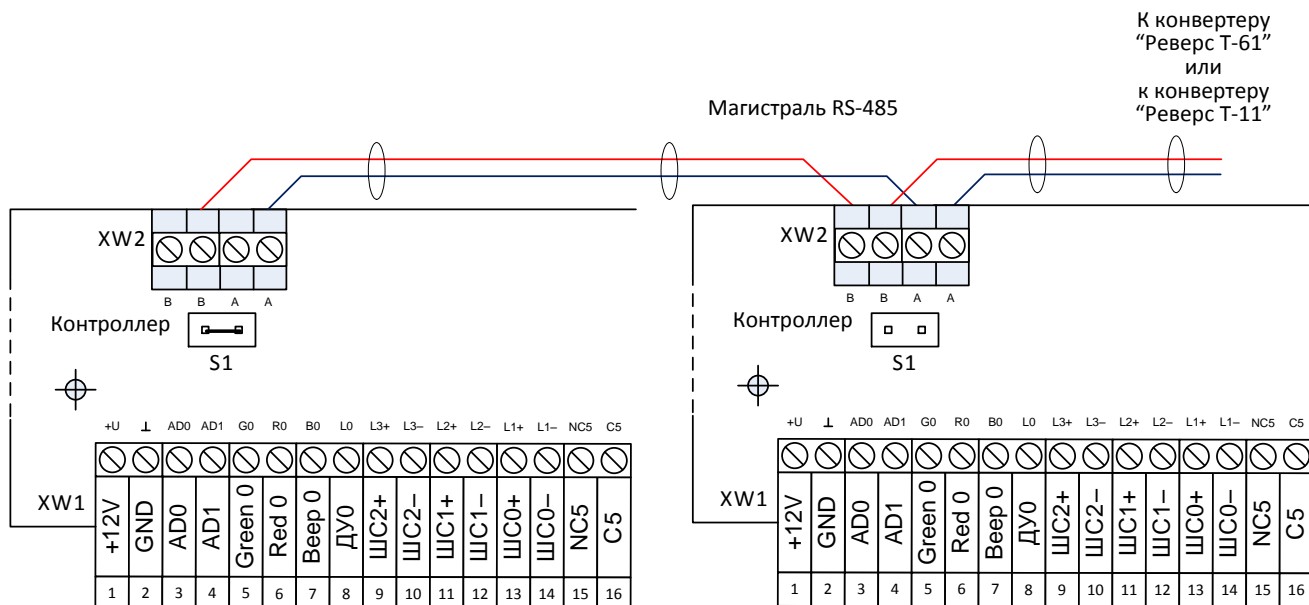 К конвертеру
“Реверс Т-61”
или
к конвертеру
“Реверс Т-11”
Магистраль RS-485
XW2
B B A A
Контроллер
S1
+U ⊥ AD0 AD1 G0 R0 B0 L0 L3+ L3– L2+ L2– L1+ L1– NC5 C5
XW1
+12V GND AD0 AD1 Green 0 Red 0 Beep 0 ДУ0 ШС2+ ШС2– ШС1+ ШС1– ШС0+ ШС0– NC5 C5
1 2 3 4 5 6 7 8 9 10 11 12 13 14 15 16
XW2
B B A A
Контроллер
S1
+U ⊥ AD0 AD1 G0 R0 B0 L0 L3+ L3– L2+ L2– L1+ L1– NC5 C5
XW1
+12V GND AD0 AD1 Green 0 Red 0 Beep 0 ДУ0 ШС2+ ШС2– ШС1+ ШС1– ШС0+ ШС0– NC5 C5
1 2 3 4 5 6 7 8 9 10 11 12 13 14 15 16